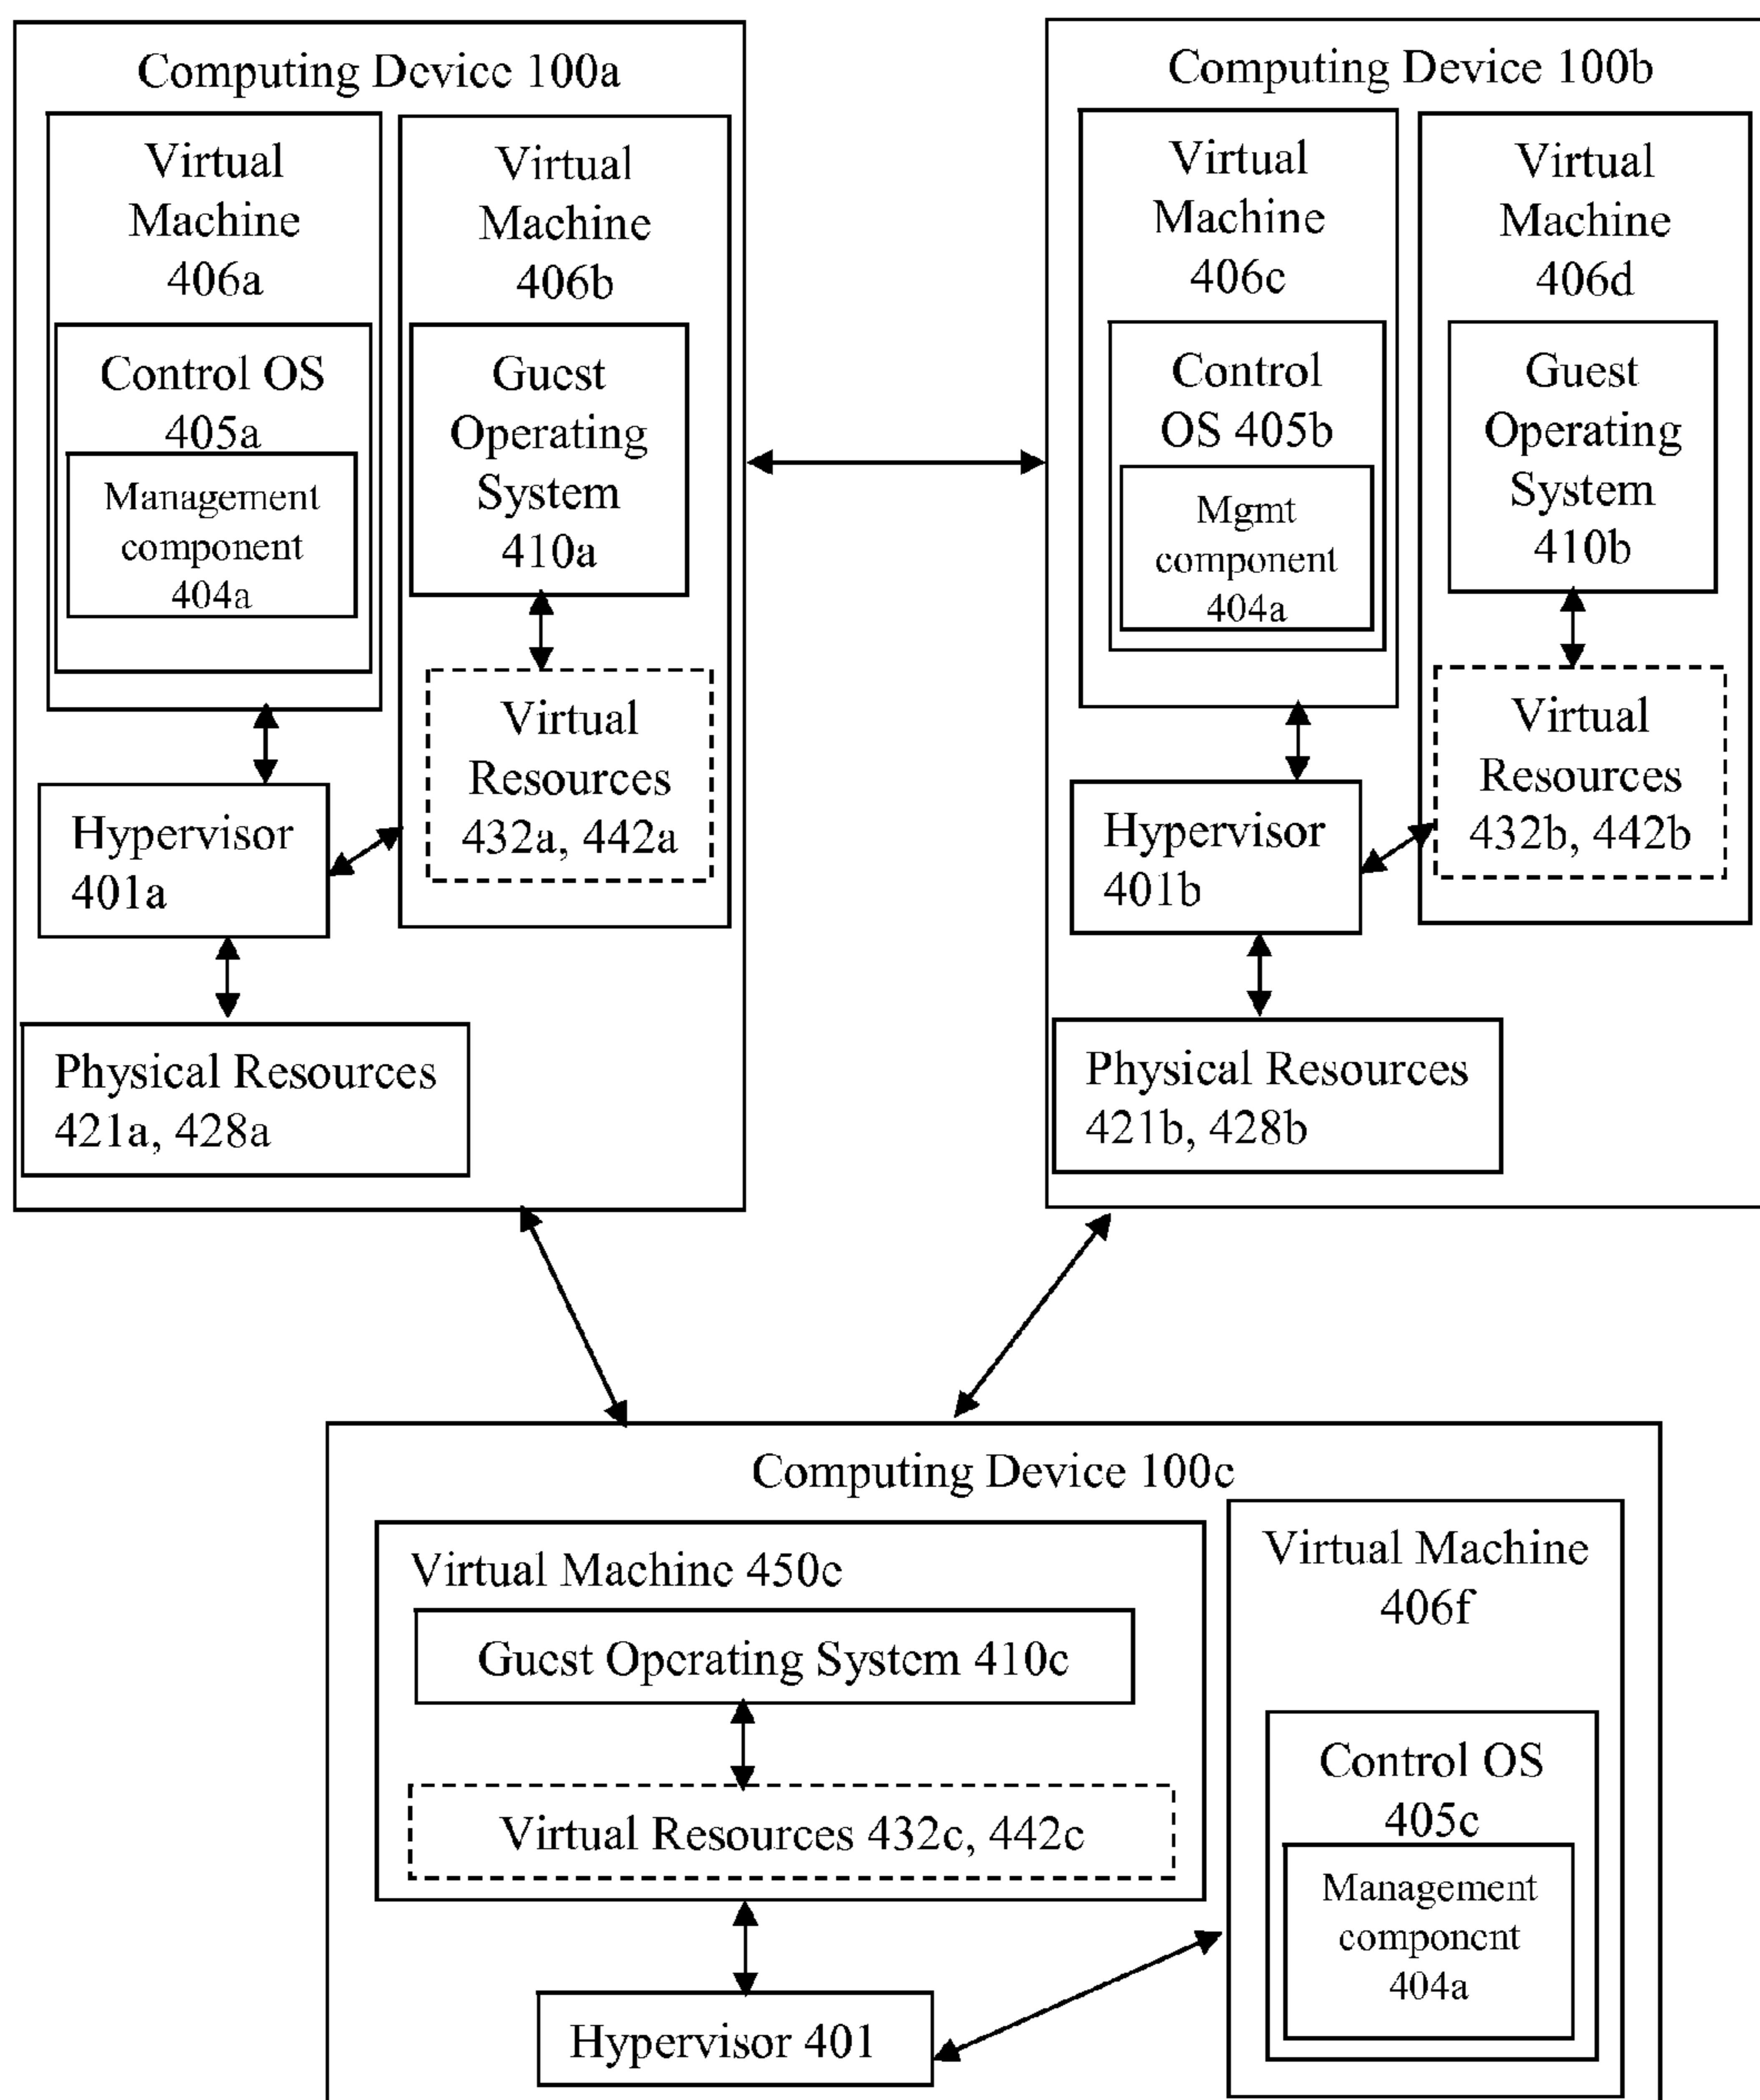 Computing Device 100a
Virtual
Machine
406a
Control OS
405a
Management
component
404a
Virtual
Machine
406b
Guest
Operating
System
410a
Virtual
Resources
432a, 442a
Hypervisor
401a
Physical Resources
421a, 428a
Computing Device 100b
Virtual
Machine
406c
Control
OS 405b
Mgmt
component
404a
Virtual
Machine
406d
Guest
Operating
System
410b
Virtual
Resources
432b, 442b
Hypervisor
401b
Physical Resources
421b, 428b
Computing Device 100c
Virtual Machine 450c
Guest Operating System 410c
Virtual Resources 432c, 442c
Hypervisor 401
Virtual Machine
406f
Control OS
405c
Management
component
404a